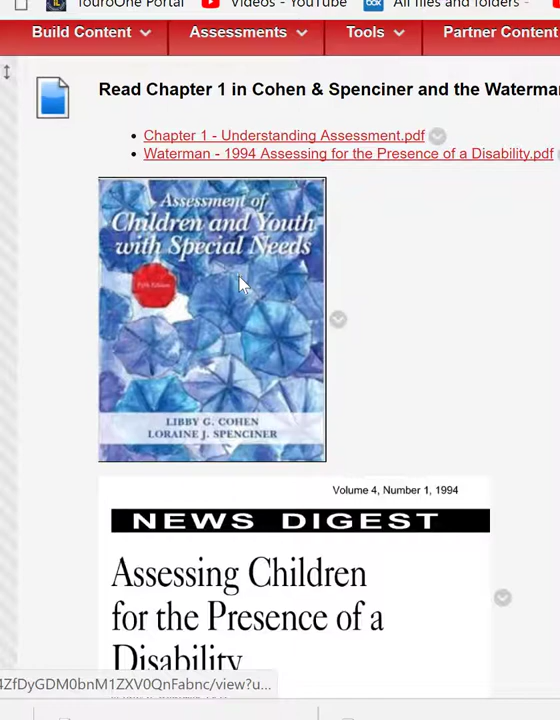 TouroOne Portal
Videos - YouTube
All files and folders -
Build Content
Assessments
Tools
Partner Content
Read Chapter 1 in Cohen & Spenciner and the Waterman
Chapter 1 - Understanding Assessment.pdf
Waterman - 1994 Assessing for the Presence of a Disability.pdf
Assessment of
Children and Youth
with Special Needs
Fifth Edition
LIBBY G. COHEN
LORAINE J. SPENCINER
Volume 4, Number 1, 1994
NEWS DIGEST
Assessing Children
for the Presence of a
Disability
4ZfDyGDM0bnM1ZXV0QnFabnc/view?u...